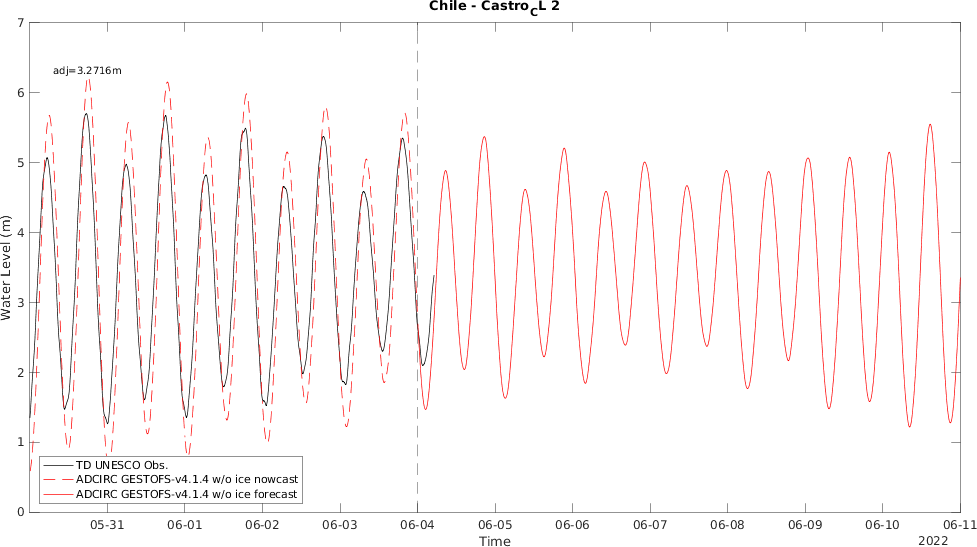 Chile - Castro_CL 2
7
adj=3.2716m
6
5
4
3
2
1
0
Water Level (m)
TD UNESCO Obs.
ADCIRC GESTOFS-v4.1.4 w/o ice nowcast
ADCIRC GESTOFS-v4.1.4 w/o ice forecast
05-31 06-01 06-02 06-03 06-04 06-05 06-06 06-07 06-08 06-09 06-10 06-11
Time
2022